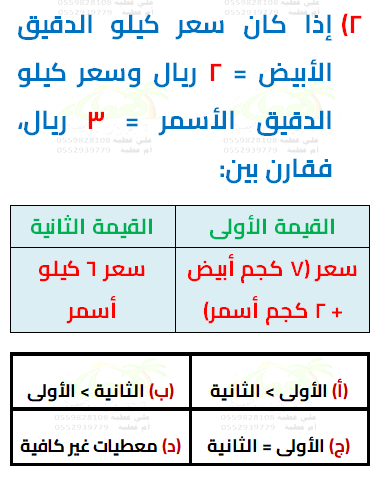 ٢) إذا كان سعر كيلو الدقيق
الأبيض = ٢ ريال وسعر كيلو
الدقيق الأسمر = ٣ ريال،
فقارن بين:
القيمة الأولى القيمة الثانية
سعر (٧ كجم أبيض
+ ٢ كجم أسمر)
سعر ٦ كيلو
أسمر
(أ) الأولى > الثانية (ب) الثانية > الأولى
(ج) الأولى = الثانية (د) معطيات غير كافية